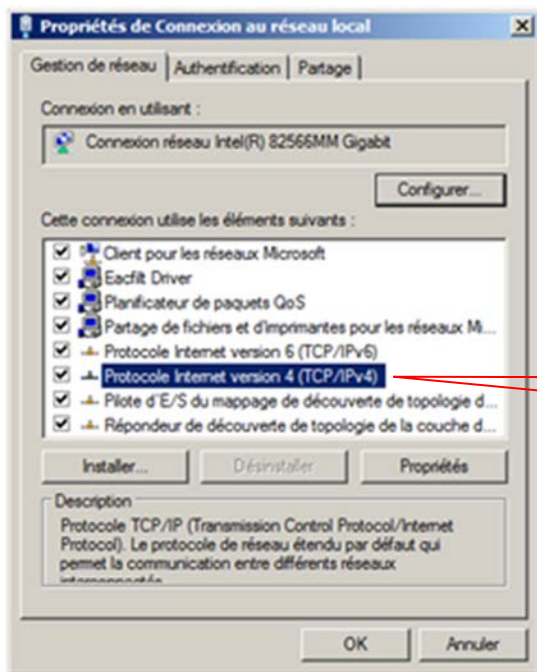 Propriétés de Connexion au réseau local
Gestion de réseau Authentification Partage
Connexion en utilisant :
Connexion réseau Intel(R) 82566MM Gigabit
Configurer...
Cette connexion utilise les éléments suivants :
Client pour les réseaux Microsoft
Eacfilt Driver
Planificateur de paquets QoS
Partage de fichiers et d'imprimantes pour les réseaux Mi...
Protocole Internet version 6 (TCP/IPv6)
Protocole Internet version 4 (TCP/IPv4)
Pilote d'E/S du mappage de découverte de topologie d...
Répondeur de découverte de topologie de la couche d...
Installer... Désinstaller Propriétés
Description
Protocole TCP/IP (Transmission Control Protocol/Internet
Protocol). Le protocole de réseau étendu par défaut qui
permet la communication entre différents réseaux
interconnectés
OK Annuler